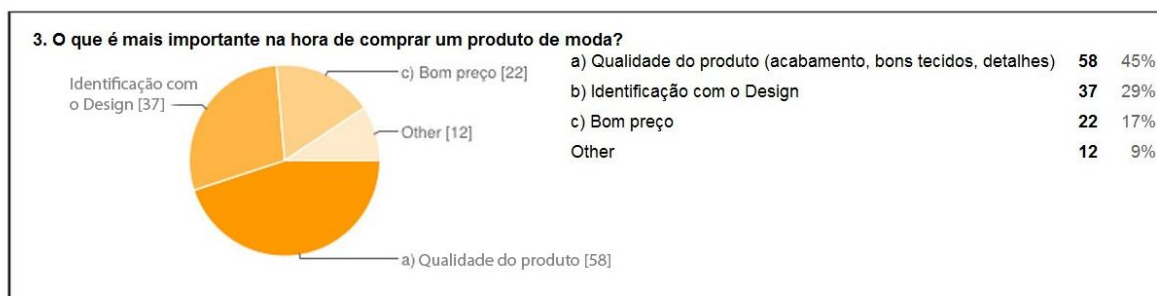 3. O que é mais importante na hora de comprar um produto de moda?
Identificação com
o Design [37]
c) Bom preço [22]
Other [12]
a) Qualidade do produto [58]
a) Qualidade do produto (acabamento, bons tecidos, detalhes) 58 45%
b) Identificação com o Design 37 29%
c) Bom preço 22 17%
Other 12 9%